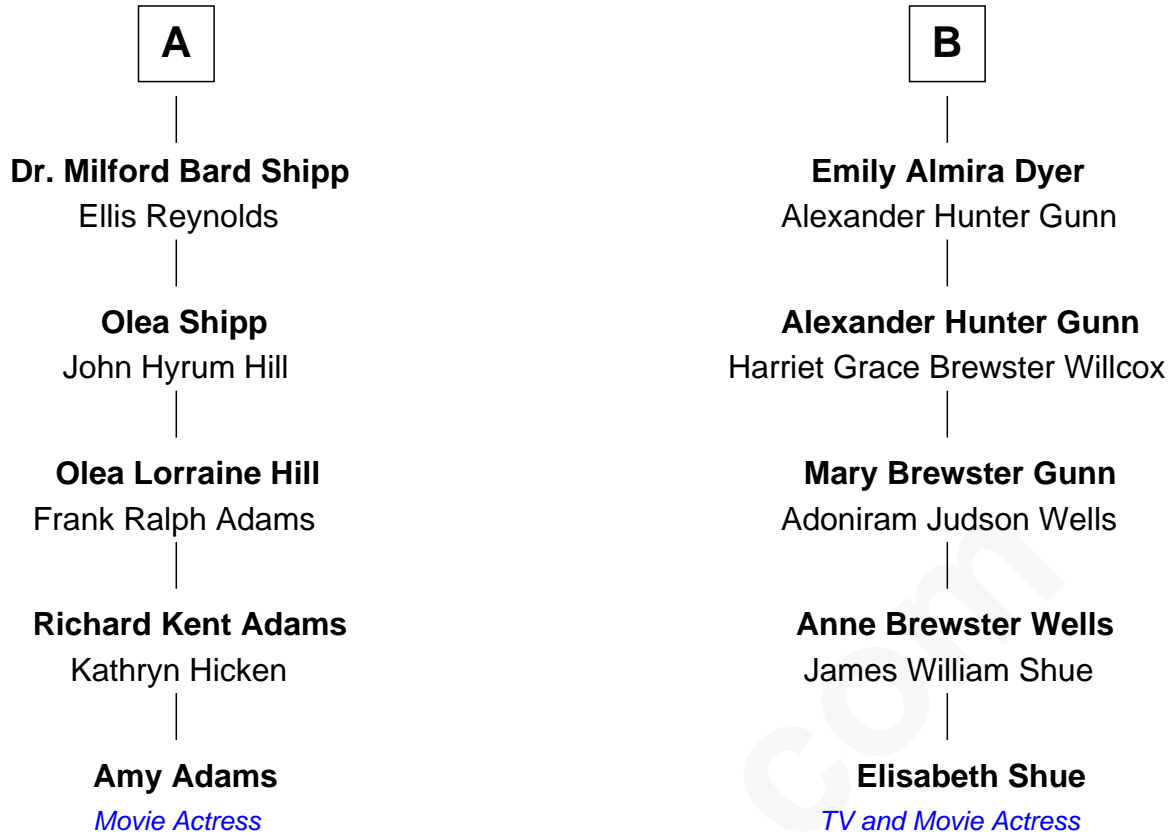 A
Dr. Milford Bard Shipp
Ellis Reynolds
Olea Shipp
John Hyrum Hill
Olea Lorraine Hill
Frank Ralph Adams
Richard Kent Adams
Kathryn Hicken
Amy Adams
Movie Actress
B
Emily Almira Dyer
Alexander Hunter Gunn
Alexander Hunter Gunn
Harriet Grace Brewster Willcox
Mary Brewster Gunn
Adoniram Judson Wells
Anne Brewster Wells
James William Shue
Elisabeth Shue
TV and Movie Actress
com